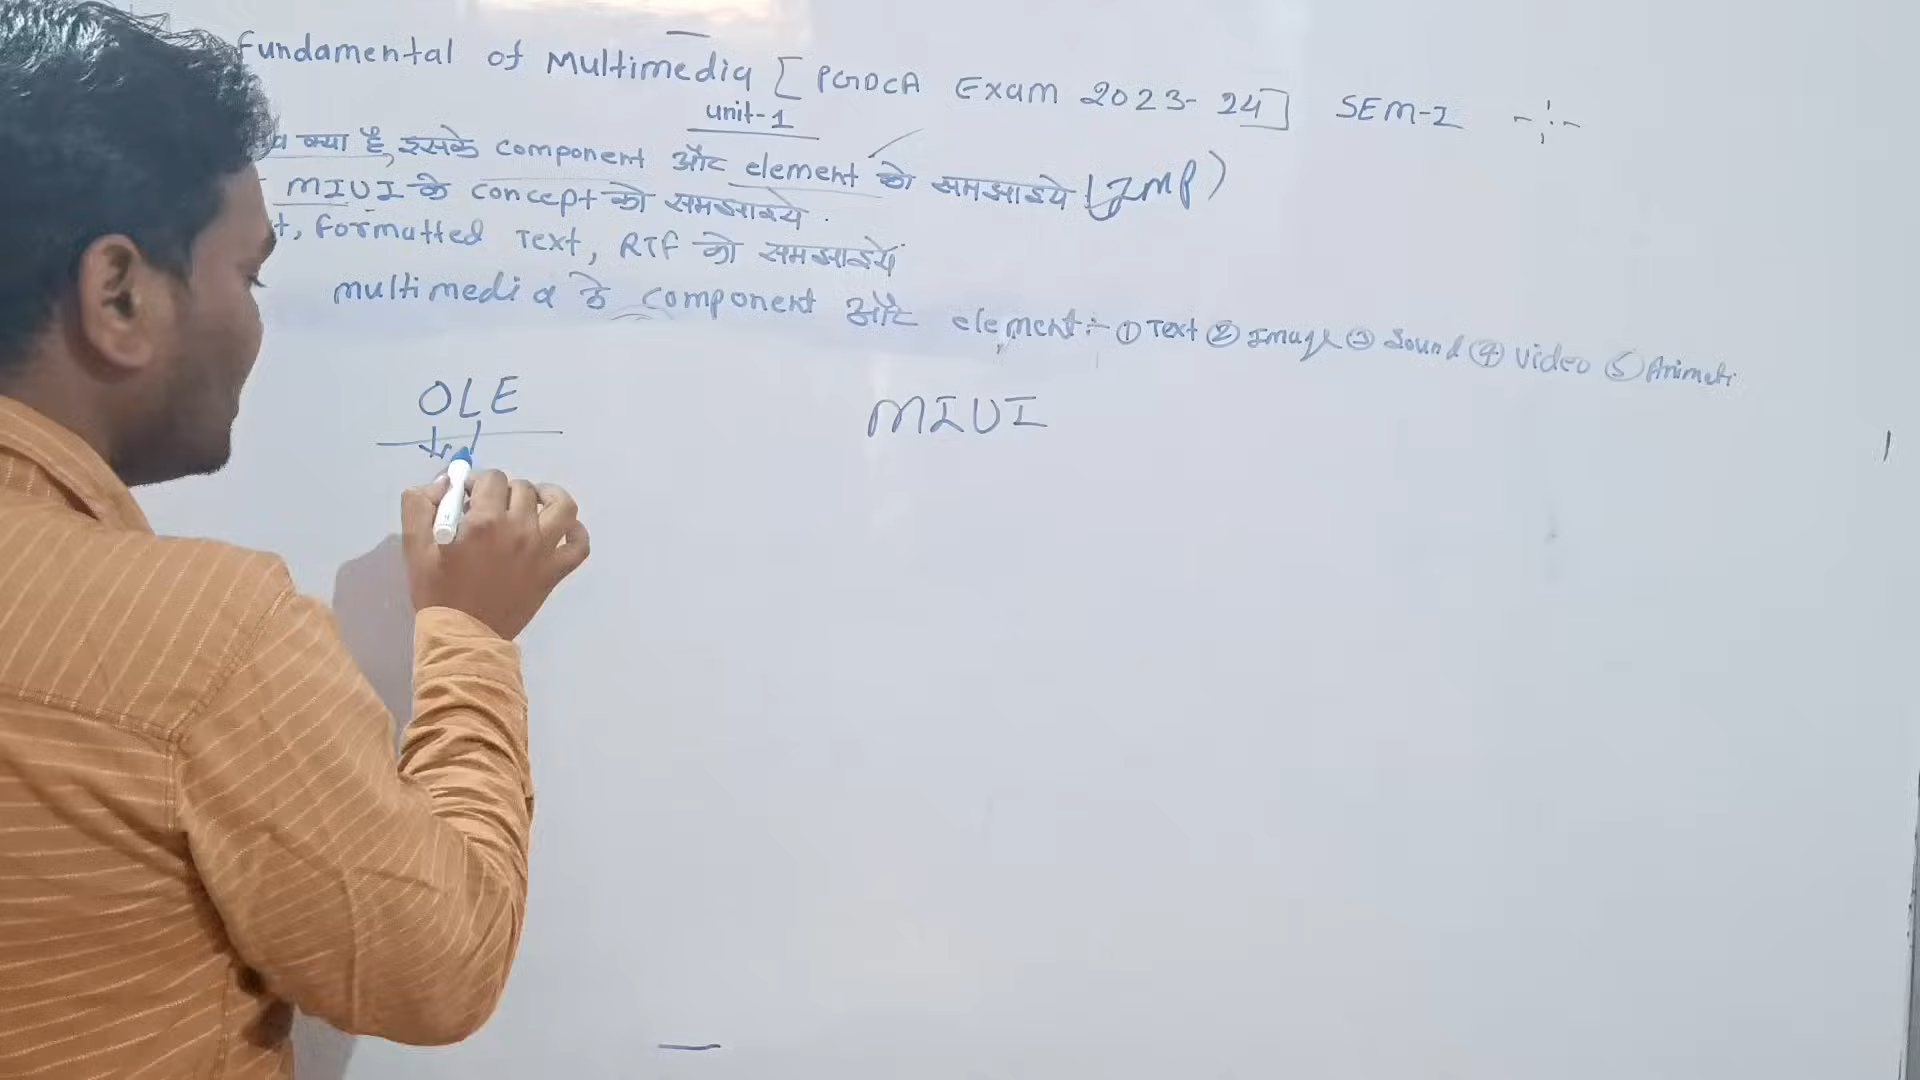 Fundamental of Multimedia [PGDCA Exam 2023-24] SEM-I
unit-1
क्या है, इसके component और element को समझाइये (IMP)
MIUI के concept को समझाइये.
t, Formatted Text, RTF को समझाइये
multimedia के component और element:- ① Text ② Image ③ Sound ④ Video ⑤ Animati
OLE
MIUI